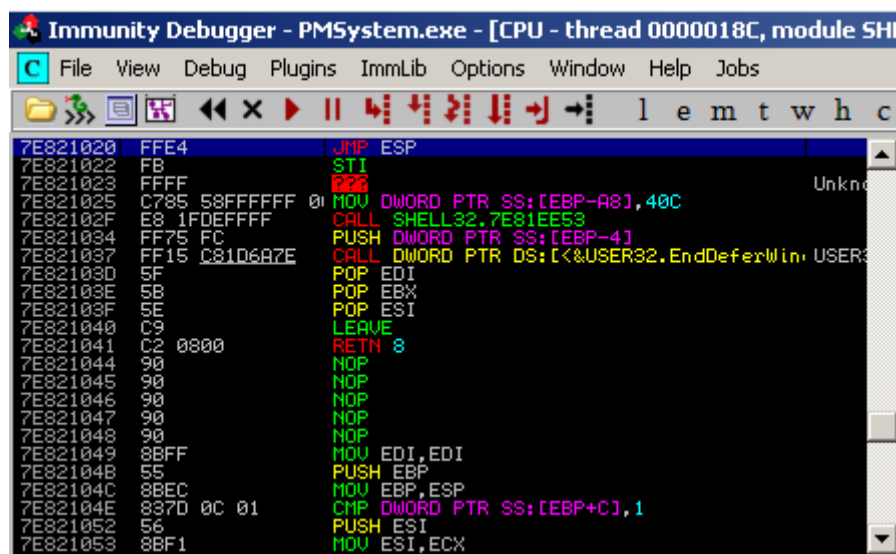 Immunity Debugger - PMSystem.exe - [CPU - thread 0000018C, module SH
C File View Debug Plugins ImmLib Options Window Help Jobs
l e m t w h c
7E821020 FFE4 JMP ESP
7E821022 FB STI
7E821023 FFFF ??? Unkno
7E821025 C785 58FFFFFF 0 MOV DWORD PTR SS:[EBP-A8],40C
7E82102F E8 1FDEFFFF CALL SHELL32.7E81EE53
7E821034 FF75 FC PUSH DWORD PTR SS:[EBP-4]
7E821037 FF15 C81D6A7E CALL DWORD PTR DS:[<&USER32.EndDeferWin USER3
7E82103D 5F POP EDI
7E82103E 5B POP EBX
7E82103F 5E POP ESI
7E821040 C9 LEAVE
7E821041 C2 0800 RETN 8
7E821044 90 NOP
7E821045 90 NOP
7E821046 90 NOP
7E821047 90 NOP
7E821048 90 NOP
7E821049 8BFF MOV EDI,EDI
7E82104B 55 PUSH EBP
7E82104C 8BEC MOV EBP,ESP
7E82104E 837D 0C 01 CMP DWORD PTR SS:[EBP+C],1
7E821052 56 PUSH ESI
7E821053 8BF1 MOV ESI,ECX